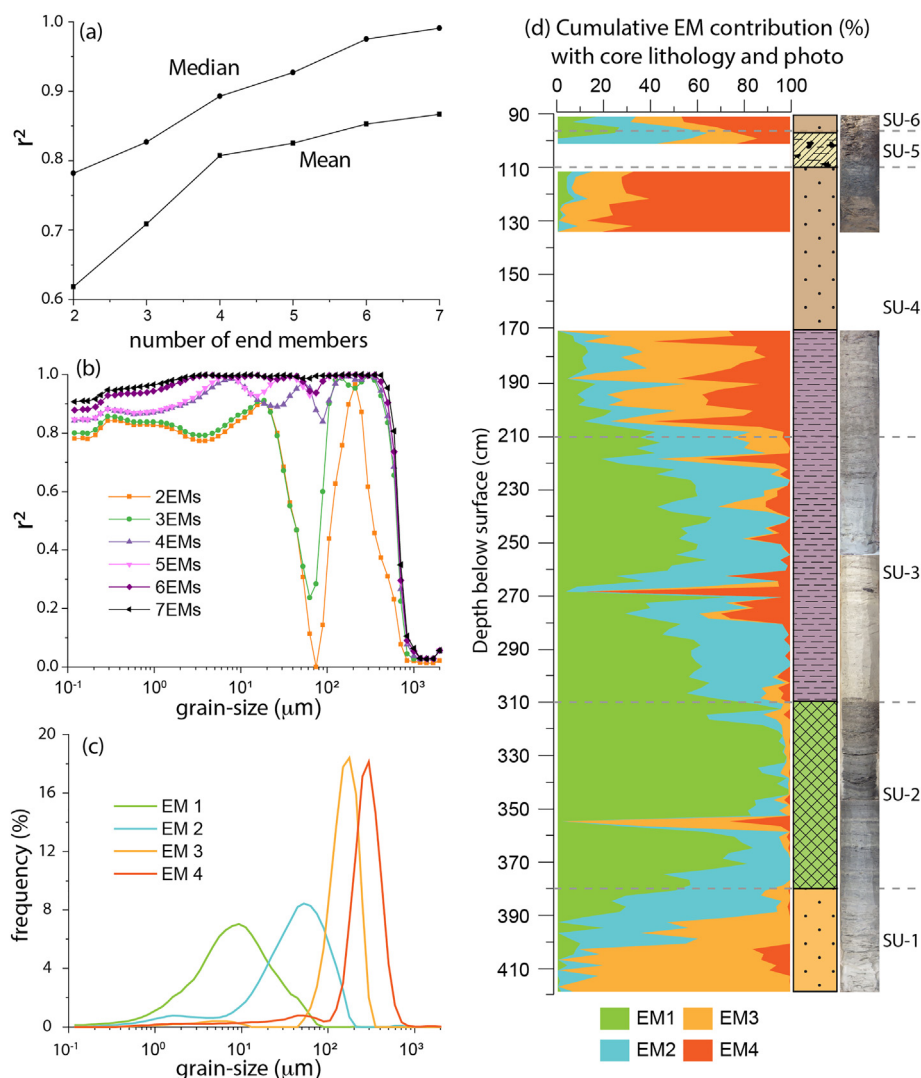 (a)
1.0
0.9
0.8
0.7
0.6
r²
Median
Mean
2 3 4 5 6 7
number of end members
(b)
1.0
0.8
0.6
0.4
0.2
0.0
r²
2EMs
3EMs
4EMs
5EMs
6EMs
7EMs
10⁻¹ 10⁰ 10¹ 10² 10³
grain-size (μm)
(c)
20
16
12
8
4
0
frequency (%)
EM 1
EM 2
EM 3
EM 4
10⁻¹ 10⁰ 10¹ 10² 10³
grain-size (μm)
(d) Cumulative EM contribution (%)
with core lithology and photo
0 20 40 60 80 100
90
110
130
150
170
190
210
230
250
270
290
310
330
350
370
390
410
Depth below surface (cm)
SU-6
SU-5
SU-4
SU-3
SU-2
SU-1
EM1 EM3
EM2 EM4